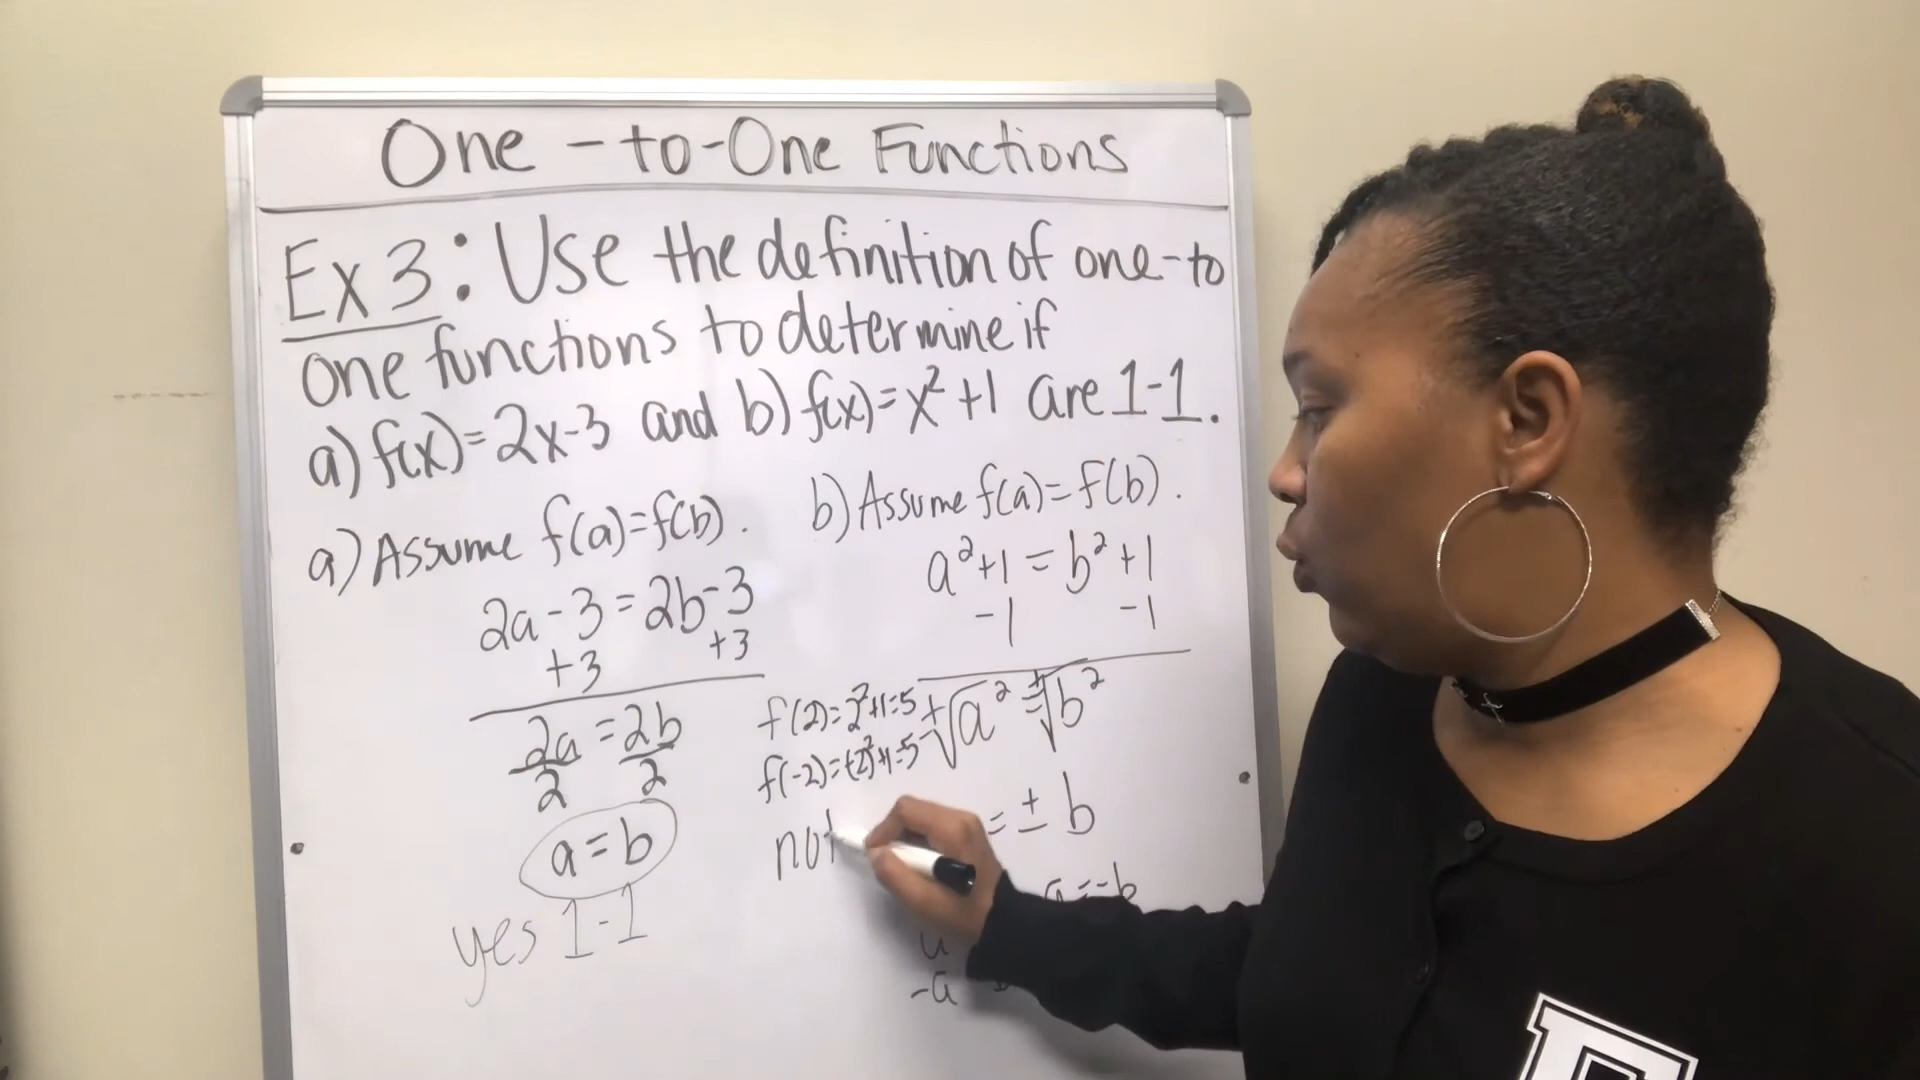 One-to-One Functions
Ex 3: Use the definition of one-to
one functions to determine if
a) f(x)=2x-3 and b) f(x)=x²+1 are 1-1.
a) Assume f(a)=f(b).
2a-3=2b-3
+3 +3
2a=2b
2 2
a=b
yes 1-1
b) Assume f(a)=f(b).
a²+1=b²+1
-1 -1
±√a² = ±√b²
= ± b
a=-b
-a
f(2)=2²+1=5
f(-2)=(-2)²+1=5
not